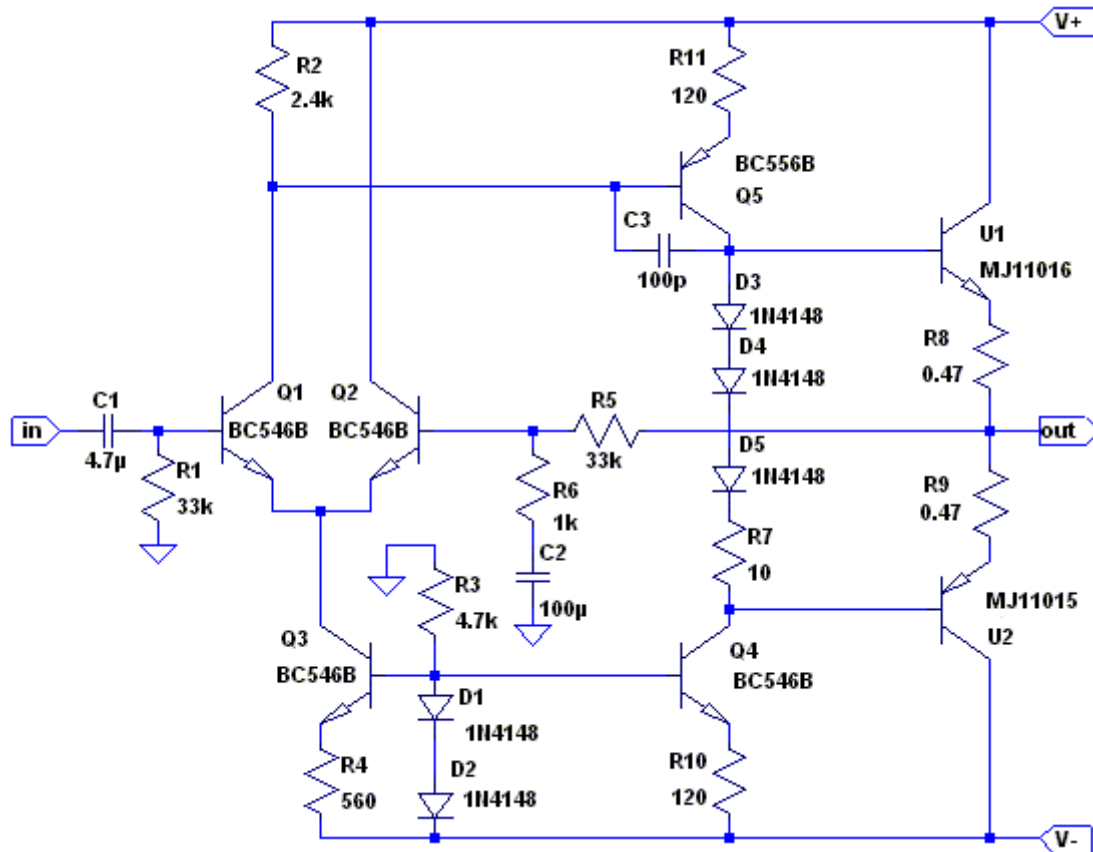 V+
R2
2.4k
R11
120
BC556B
Q5
C3
100p
U1
MJ11016
D3
1N4148
D4
1N4148
R8
0.47
in
C1
4.7µ
R1
33k
Q1
BC546B
Q2
BC546B
R5
33k
out
D5
1N4148
R6
1k
R9
0.47
C2
100µ
R7
10
R3
4.7k
MJ11015
U2
Q3
BC546B
Q4
BC546B
D1
1N4148
D2
1N4148
R4
560
R10
120
V-